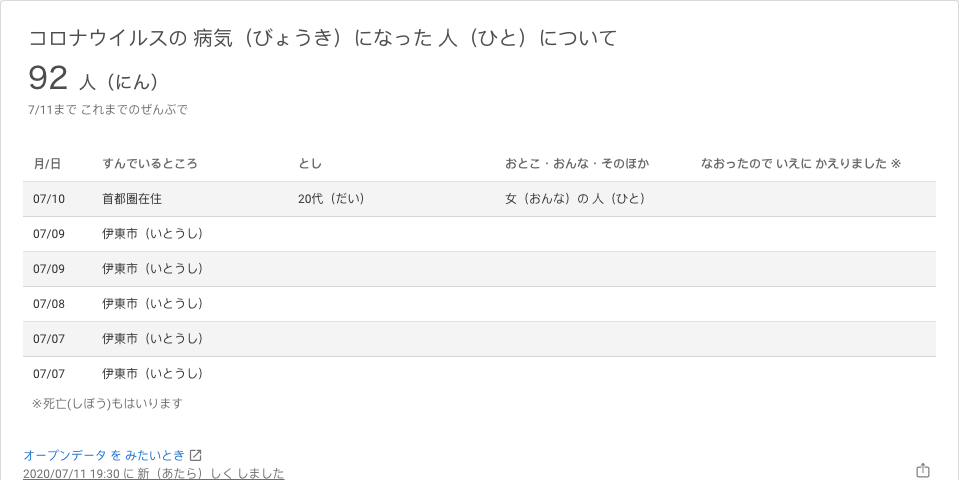 コロナウイルスの 病気（びょうき）になった 人（ひと）について
92 人（にん）
7/11まで これまでのぜんぶで
月/日 すんでいるところ とし おとこ・おんな・そのほか なおったので いえに かえりました ※
07/10 首都圏在住 20代（だい） 女（おんな）の 人（ひと）
07/09 伊東市（いとうし）
07/09 伊東市（いとうし）
07/08 伊東市（いとうし）
07/07 伊東市（いとうし）
07/07 伊東市（いとうし）
※死亡(しぼう)もはいります
オープンデータ を みたいとき
2020/07/11 19:30 に 新（あたら）しく しました